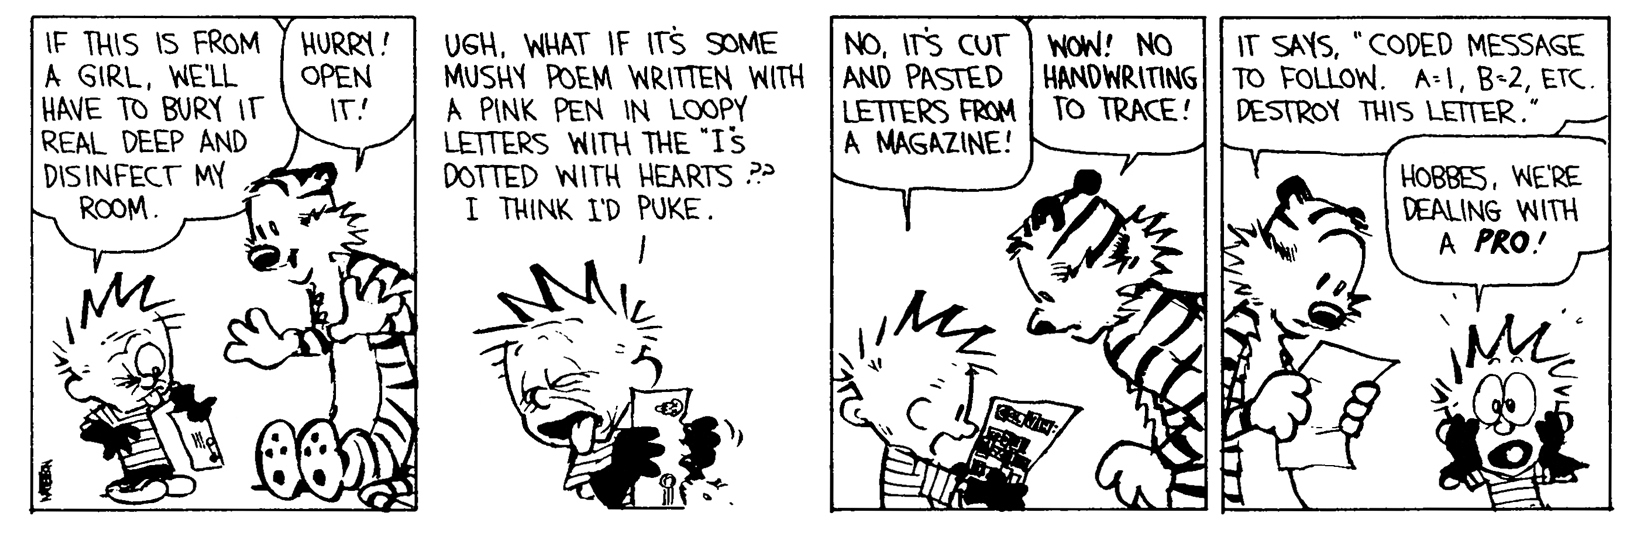 IF THIS IS FROM
A GIRL, WE'LL
HAVE TO BURY IT
REAL DEEP AND
DISINFECT MY
ROOM.
HURRY!
OPEN
IT!
UGH, WHAT IF IT'S SOME
MUSHY POEM WRITTEN WITH
A PINK PEN IN LOOPY
LETTERS WITH THE "I'S
DOTTED WITH HEARTS??
I THINK I'D PUKE.
NO, IT'S CUT
AND PASTED
LETTERS FROM
A MAGAZINE!
WOW! NO
HANDWRITING
TO TRACE!
CALVIN:
IT SAYS, "CODED MESSAGE
TO FOLLOW. A=1, B=2, ETC.
DESTROY THIS LETTER."
HOBBES, WE'RE
DEALING WITH
A PRO!